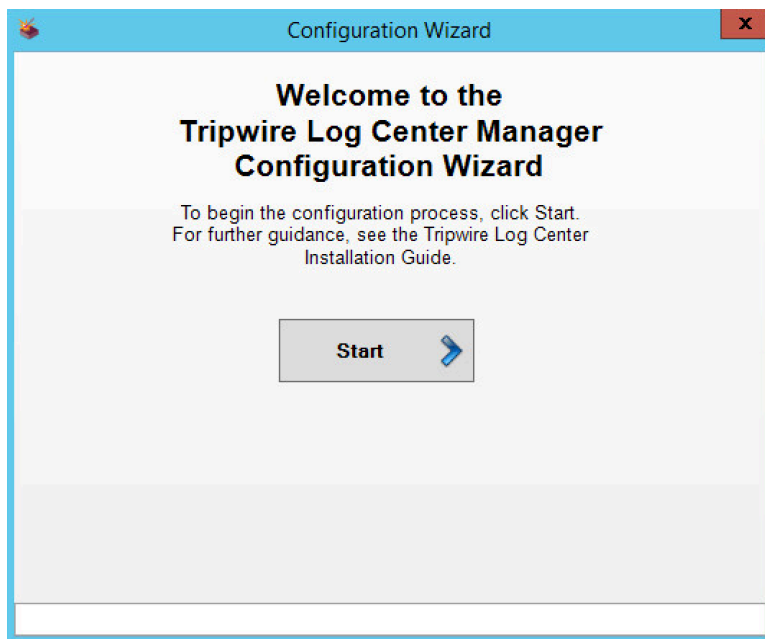 Configuration Wizard
x
Welcome to the
Tripwire Log Center Manager
Configuration Wizard
To begin the configuration process, click Start.
For further guidance, see the Tripwire Log Center
Installation Guide.
Start